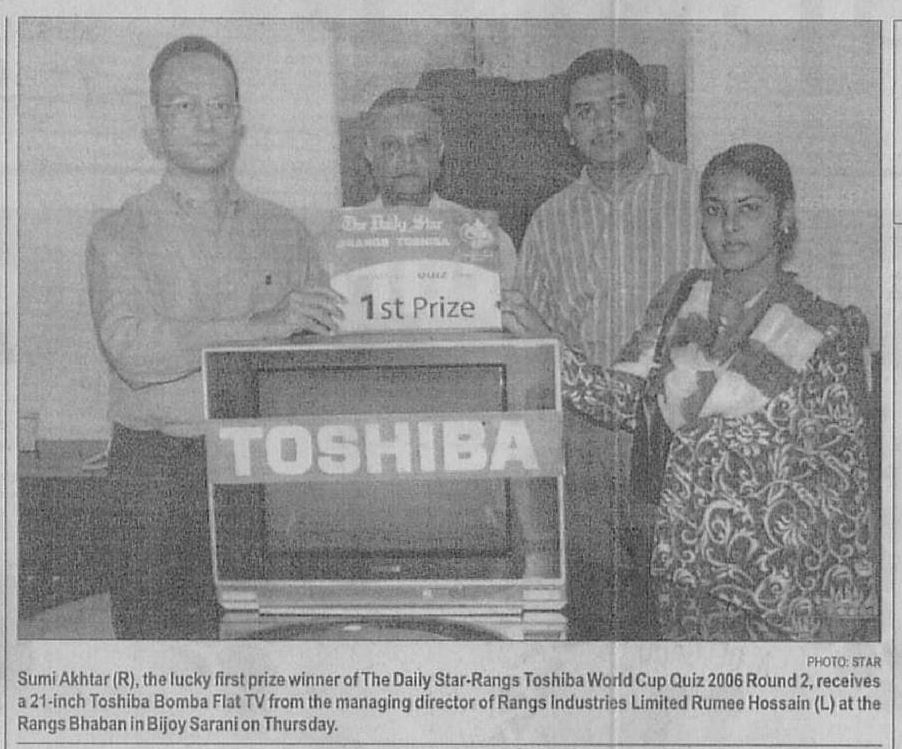 The Daily Star
RANGS TOSHIBA
QUIZ
1st Prize
TOSHIBA
PHOTO: STAR
Sumi Akhtar (R), the lucky first prize winner of The Daily Star-Rangs Toshiba World Cup Quiz 2006 Round 2, receives
a 21-inch Toshiba Bomba Flat TV from the managing director of Rangs Industries Limited Rumee Hossain (L) at the
Rangs Bhaban in Bijoy Sarani on Thursday.